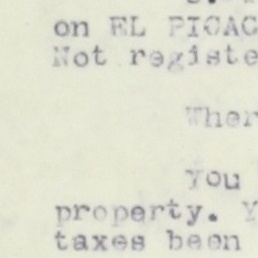 on EL PICAC
Not registe
Wher
You
property. Y
taxes been